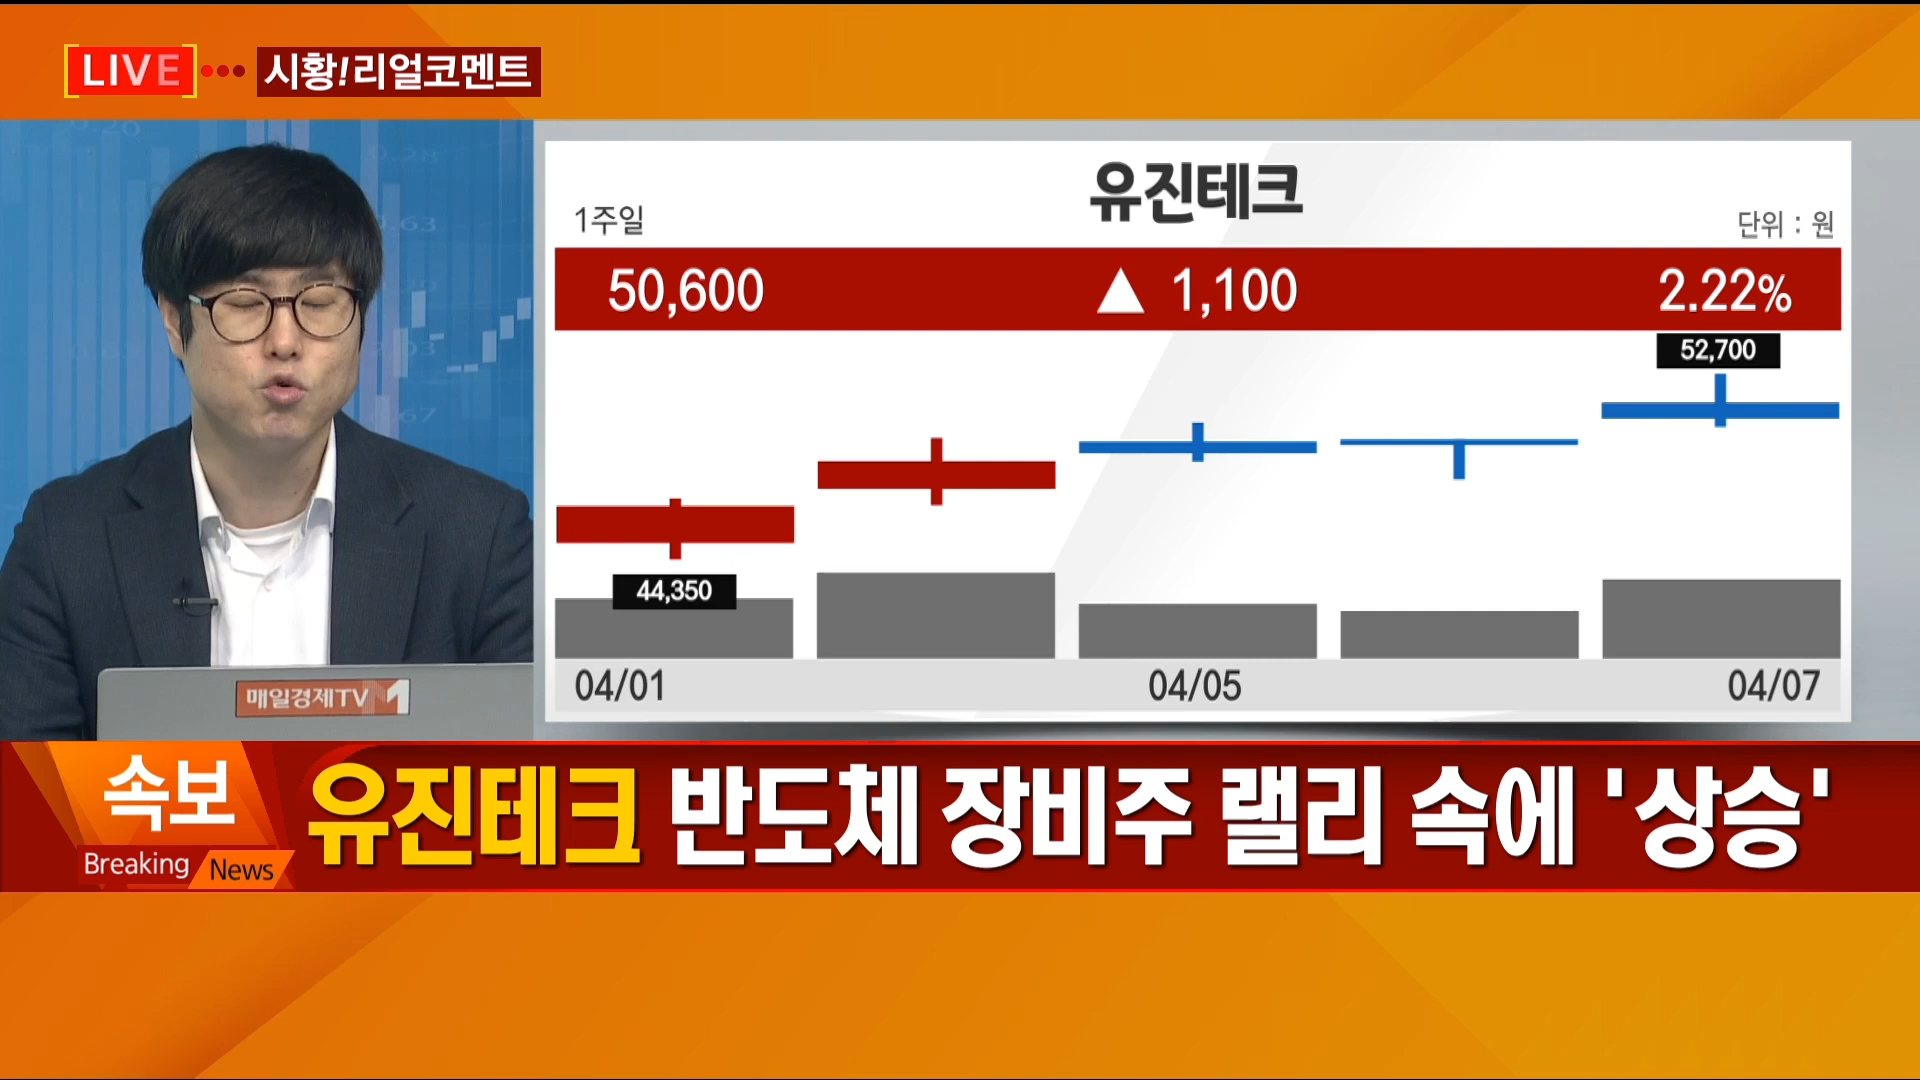 LIVE 시황!리얼코멘트
유진테크
1주일
단위 : 원
50,600 ▲ 1,100 2.22%
52,700
44,350
04/01 04/05 04/07
매일경제TV M
속보 유진테크 반도체 장비주 랠리 속에 '상승'
Breaking News